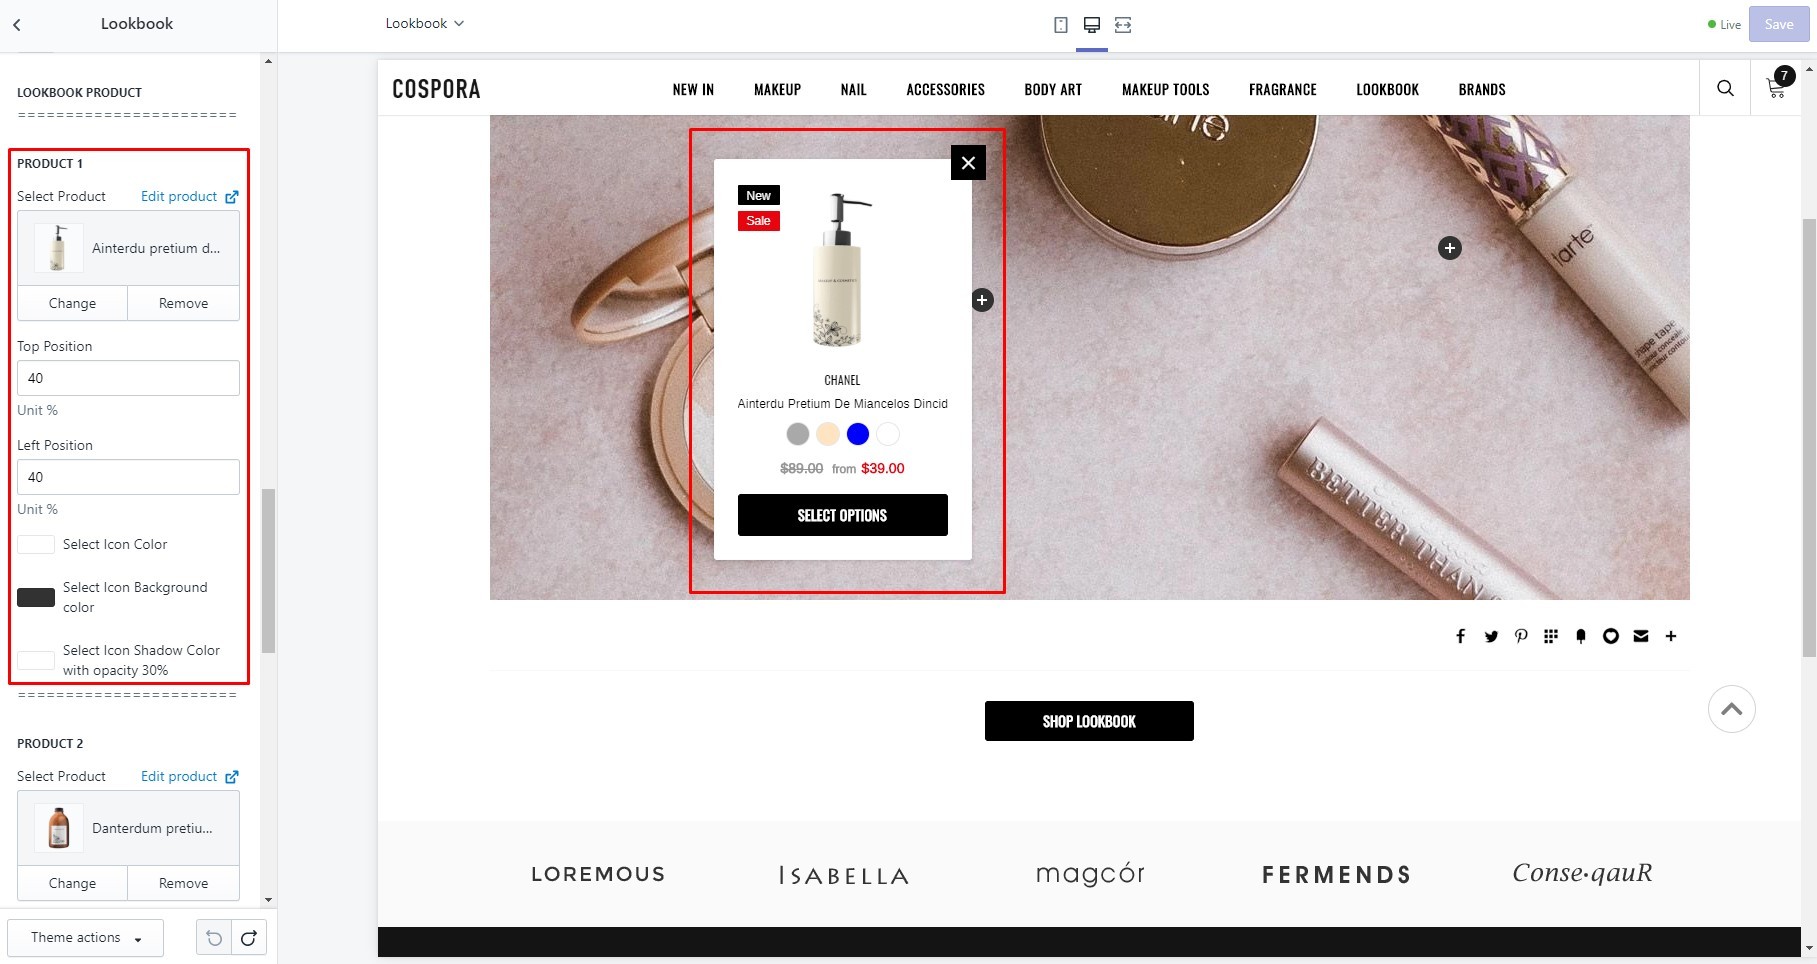 Lookbook
Lookbook
Live
Save
LOOKBOOK PRODUCT
======================
PRODUCT 1
Select Product
Edit product
Ainterdu pretium d...
Change
Remove
Top Position
40
Unit %
Left Position
40
Unit %
Select Icon Color
Select Icon Background
color
Select Icon Shadow Color
with opacity 30%
======================
PRODUCT 2
Select Product
Edit product
Danterdum pretiu...
Change
Remove
Theme actions
COSPORA
NEW IN
MAKEUP
NAIL
ACCESSORIES
BODY ART
MAKEUP TOOLS
FRAGRANCE
LOOKBOOK
BRANDS
7
New
Sale
CHANEL
Ainterdu Pretium De Miancelos Dincid
$89.00 from $39.00
SELECT OPTIONS
tarte™
shape tape
BETTER THAN
SHOP LOOKBOOK
LOREMOUS
ISABELLA
magcór
FERMENDS
Conse•qauR